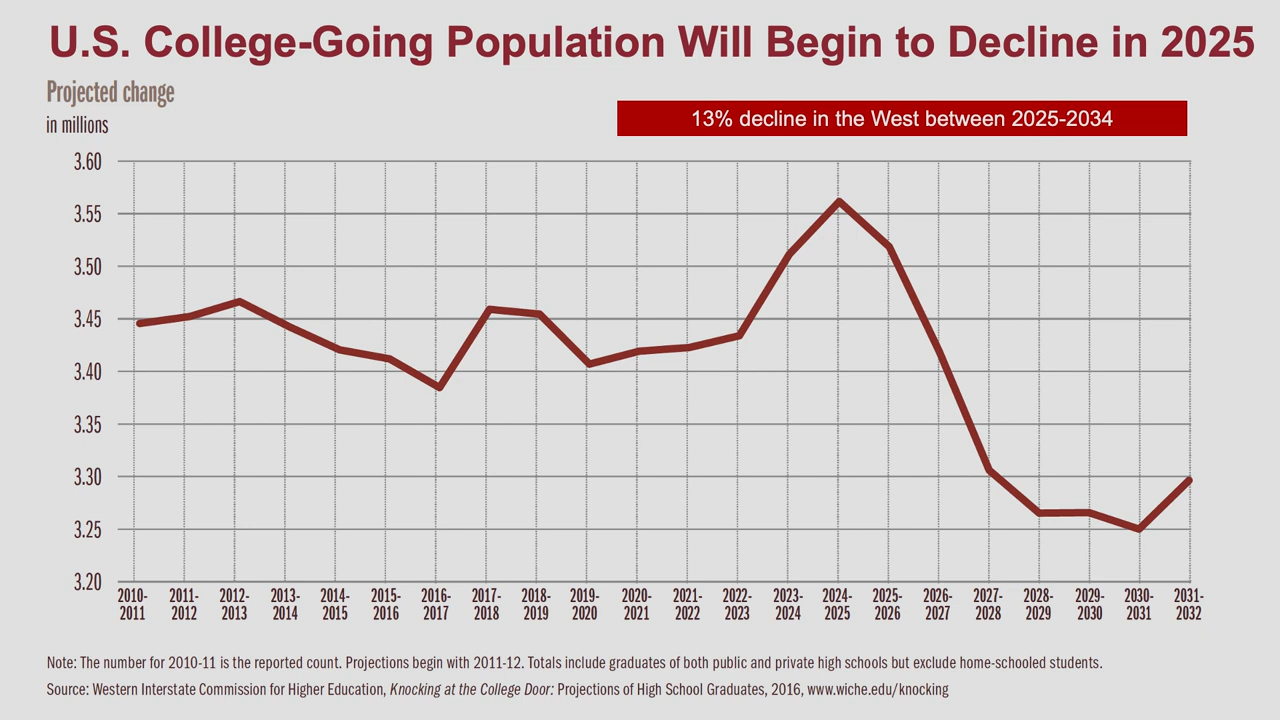 U.S. College-Going Population Will Begin to Decline in 2025
Projected change
in millions
13% decline in the West between 2025-2034
3.60
3.55
3.50
3.45
3.40
3.35
3.30
3.25
3.20
2010- 2011- 2012- 2013- 2014- 2015- 2016- 2017- 2018- 2019- 2020- 2021- 2022- 2023- 2024- 2025- 2026- 2027- 2028- 2029- 2030- 2031-
2011 2012 2013 2014 2015 2016 2017 2018 2019 2020 2021 2022 2023 2024 2025 2026 2027 2028 2029 2030 2031 2032
Note: The number for 2010-11 is the reported count. Projections begin with 2011-12. Totals include graduates of both public and private high schools but exclude home-schooled students.
Source: Western Interstate Commission for Higher Education, Knocking at the College Door: Projections of High School Graduates, 2016, www.wiche.edu/knocking